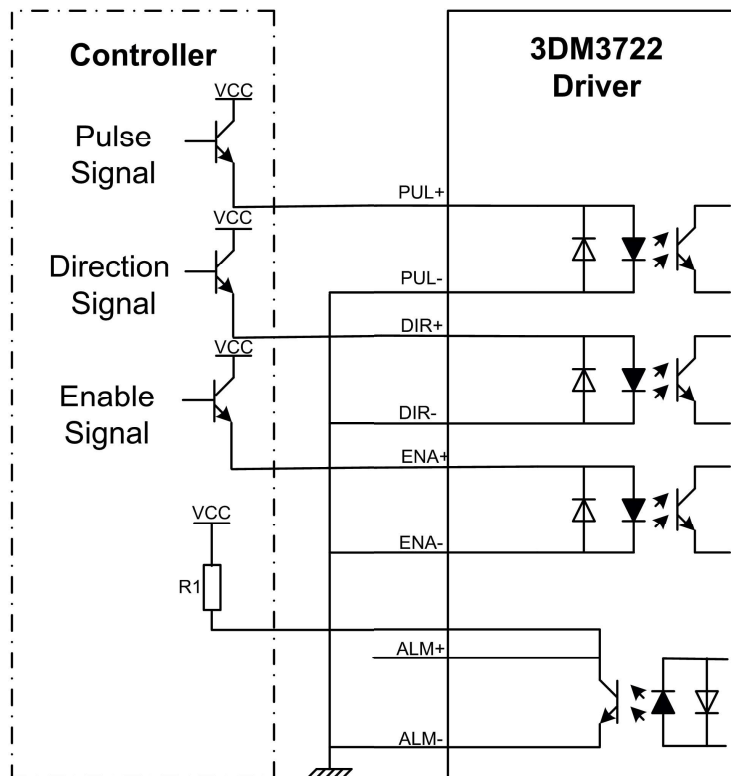 Controller
3DM3722
Driver
VCC
Pulse
Signal
PUL+
VCC
Direction
Signal
PUL-
DIR+
VCC
Enable
Signal
DIR-
ENA+
VCC
ENA-
R1
ALM+
ALM-